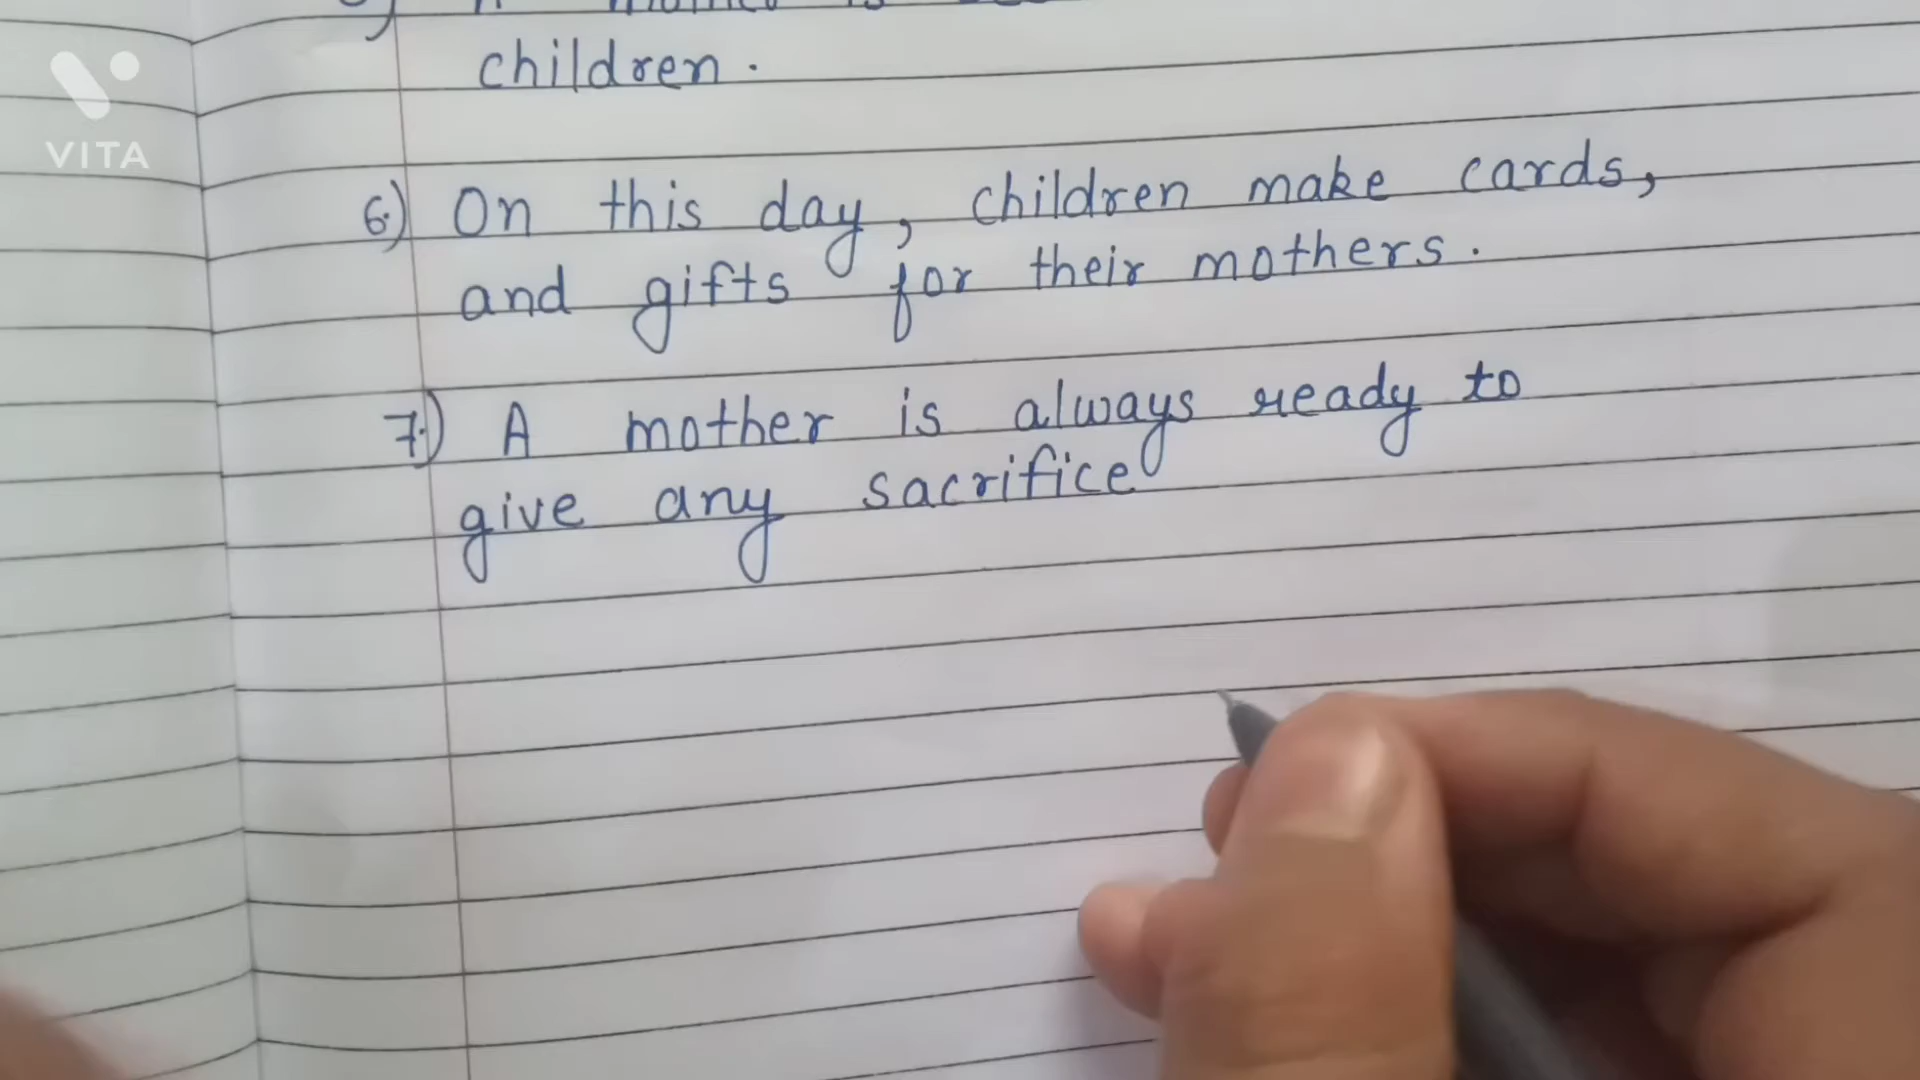 children.
VITA
6.) On this day, children make cards,
and gifts for their mothers.
7.) A mother is always ready to
give any sacrifice